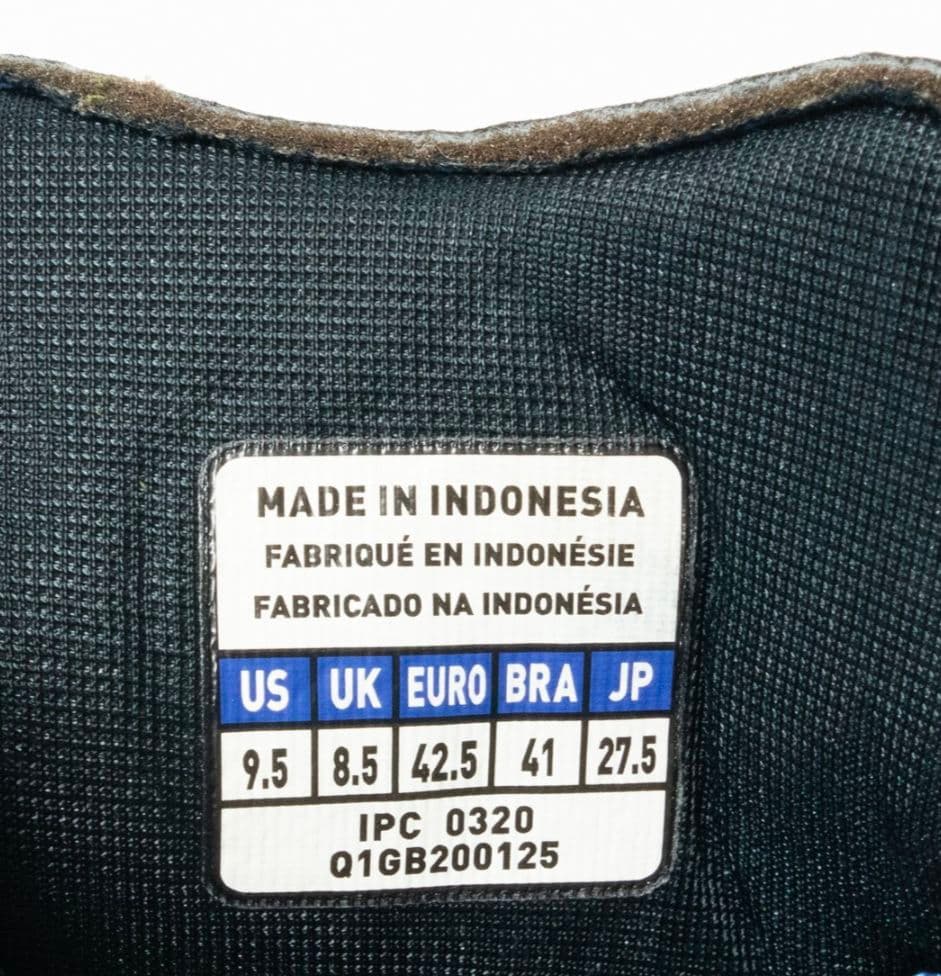 MADE IN INDONESIA
FABRIQUÉ EN INDONÉSIE
FABRICADO NA INDONÉSIA
US UK EURO BRA JP
9.5 8.5 42.5 41 27.5
IPC 0320
Q1GB200125